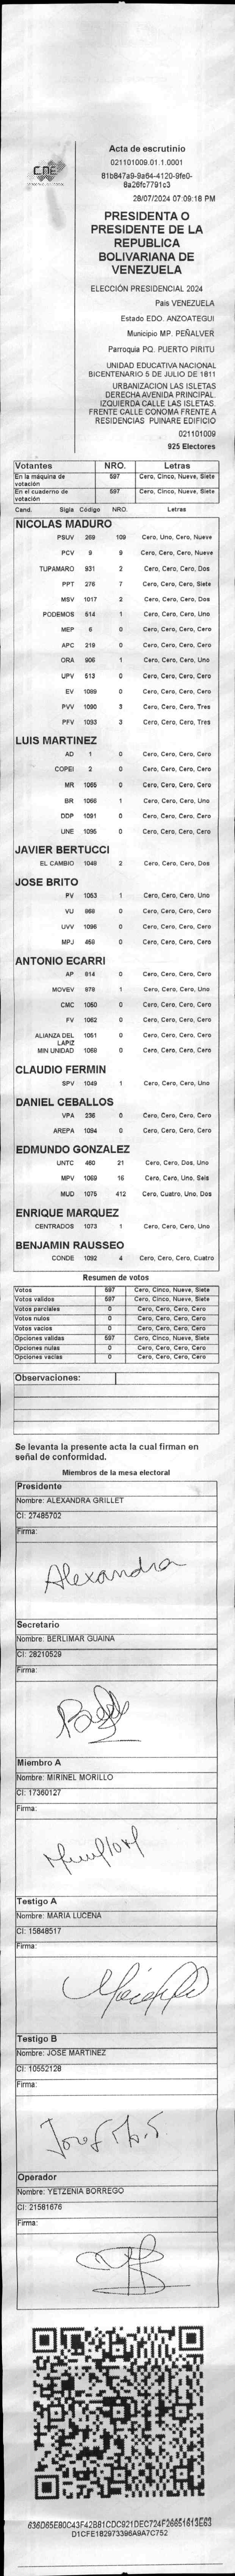 CNE
Acta de escrutinio
021101009.01.1.0001
81b847a9-9a64-4120-9fe0-
8a26fc7791c3
28/07/2024 07:09:18 PM
PRESIDENTA O
PRESIDENTE DE LA
REPUBLICA
BOLIVARIANA DE
VENEZUELA
ELECCIÓN PRESIDENCIAL 2024
Pais VENEZUELA
Estado EDO. ANZOATEGUI
Municipio MP. PEÑALVER
Parroquia PQ. PUERTO PIRITU
UNIDAD EDUCATIVA NACIONAL
BICENTENARIO 5 DE JULIO DE 1811
URBANIZACION LAS ISLETAS
DERECHA AVENIDA PRINCIPAL.
IZQUIERDA CALLE LAS ISLETAS.
FRENTE CALLE CONOMA FRENTE A
RESIDENCIAS PUINARE EDIFICIO
021101009
925 Electores
Votantes NRO. Letras
En la máquina de votación 597 Cero, Cinco, Nueve, Siete
En el cuaderno de votación 597 Cero, Cinco, Nueve, Siete
Cand. Sigla Código NRO. Letras
NICOLAS MADURO
PSUV 269 109 Cero, Uno, Cero, Nueve
PCV 9 9 Cero, Cero, Cero, Nueve
TUPAMARO 931 2 Cero, Cero, Cero, Dos
PPT 276 7 Cero, Cero, Cero, Siete
MSV 1017 2 Cero, Cero, Cero, Dos
PODEMOS 514 1 Cero, Cero, Cero, Uno
MEP 6 0 Cero, Cero, Cero, Cero
APC 219 0 Cero, Cero, Cero, Cero
ORA 906 1 Cero, Cero, Cero, Uno
UPV 513 0 Cero, Cero, Cero, Cero
EV 1089 0 Cero, Cero, Cero, Cero
PVV 1090 3 Cero, Cero, Cero, Tres
PFV 1093 3 Cero, Cero, Cero, Tres
LUIS MARTINEZ
AD 1 0 Cero, Cero, Cero, Cero
COPEI 2 0 Cero, Cero, Cero, Cero
MR 1065 0 Cero, Cero, Cero, Cero
BR 1066 1 Cero, Cero, Cero, Uno
DDP 1091 0 Cero, Cero, Cero, Cero
UNE 1095 0 Cero, Cero, Cero, Cero
JAVIER BERTUCCI
EL CAMBIO 1048 2 Cero, Cero, Cero, Dos
JOSE BRITO
PV 1053 1 Cero, Cero, Cero, Uno
VU 868 0 Cero, Cero, Cero, Cero
UVV 1096 0 Cero, Cero, Cero, Cero
MPJ 459 0 Cero, Cero, Cero, Cero
ANTONIO ECARRI
AP 814 0 Cero, Cero, Cero, Cero
MOVEV 878 1 Cero, Cero, Cero, Uno
CMC 1050 0 Cero, Cero, Cero, Cero
FV 1062 0 Cero, Cero, Cero, Cero
ALIANZA DEL LAPIZ 1051 0 Cero, Cero, Cero, Cero
MIN UNIDAD 1069 0 Cero, Cero, Cero, Cero
CLAUDIO FERMIN
SPV 1049 1 Cero, Cero, Cero, Uno
DANIEL CEBALLOS
VPA 236 0 Cero, Cero, Cero, Cero
AREPA 1094 0 Cero, Cero, Cero, Cero
EDMUNDO GONZALEZ
UNTC 460 21 Cero, Cero, Dos, Uno
MPV 1069 16 Cero, Cero, Uno, Seis
MUD 1075 412 Cero, Cuatro, Uno, Dos
ENRIQUE MARQUEZ
CENTRADOS 1073 1 Cero, Cero, Cero, Uno
BENJAMIN RAUSSEO
CONDE 1092 4 Cero, Cero, Cero, Cuatro
Resumen de votos
Votos 597 Cero, Cinco, Nueve, Siete
Votos validos 597 Cero, Cinco, Nueve, Siete
Votos parciales 0 Cero, Cero, Cero, Cero
Votos nulos 0 Cero, Cero, Cero, Cero
Votos vacios 0 Cero, Cero, Cero, Cero
Opciones validas 597 Cero, Cinco, Nueve, Siete
Opciones nulas 0 Cero, Cero, Cero, Cero
Opciones vacias 0 Cero, Cero, Cero, Cero
Observaciones:
Se levanta la presente acta la cual firman en
señal de conformidad.
Miembros de la mesa electoral
Presidente
Nombre: ALEXANDRA GRILLET
CI: 27485702
Firma:
Alexandra
Secretario
Nombre: BERLIMAR GUAINA
CI: 28210529
Firma:
Miembro A
Nombre: MIRINEL MORILLO
CI: 17360127
Firma:
Testigo A
Nombre: MARIA LUCENA
CI: 15848517
Firma:
Testigo B
Nombre: JOSE MARTINEZ
CI: 10552128
Firma:
Operador
Nombre: YETZENIA BORREGO
CI: 21581676
Firma:
D1CFE182973396A9A7C752